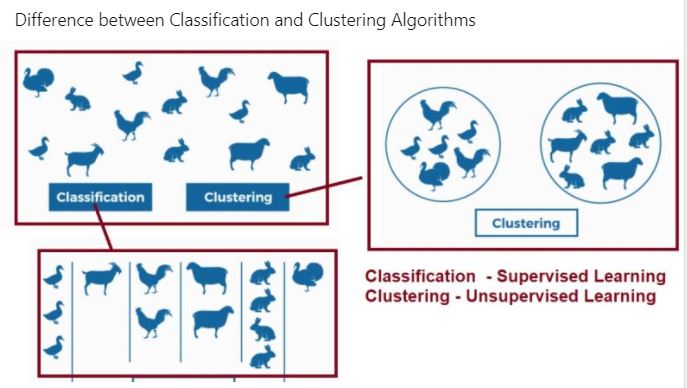 Difference between Classification and Clustering Algorithms
Classification
Clustering
Clustering
Classification - Supervised Learning
Clustering - Unsupervised Learning